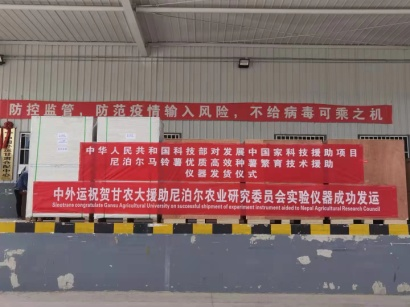 防控监管，防范疫情输入风险，不给病毒可乘之机
中华人民共和国科技部对发展中国家科技援助项目
尼泊尔马铃薯优质高效种薯繁育技术援助
仪器发货仪式
中外运祝贺甘农大援助尼泊尔农业研究委员会实验仪器成功发运
Sinotrans congratulate Gansu Agricultural University on successful shipment of experiment instrument aided to Nepal Agricultural Research Council